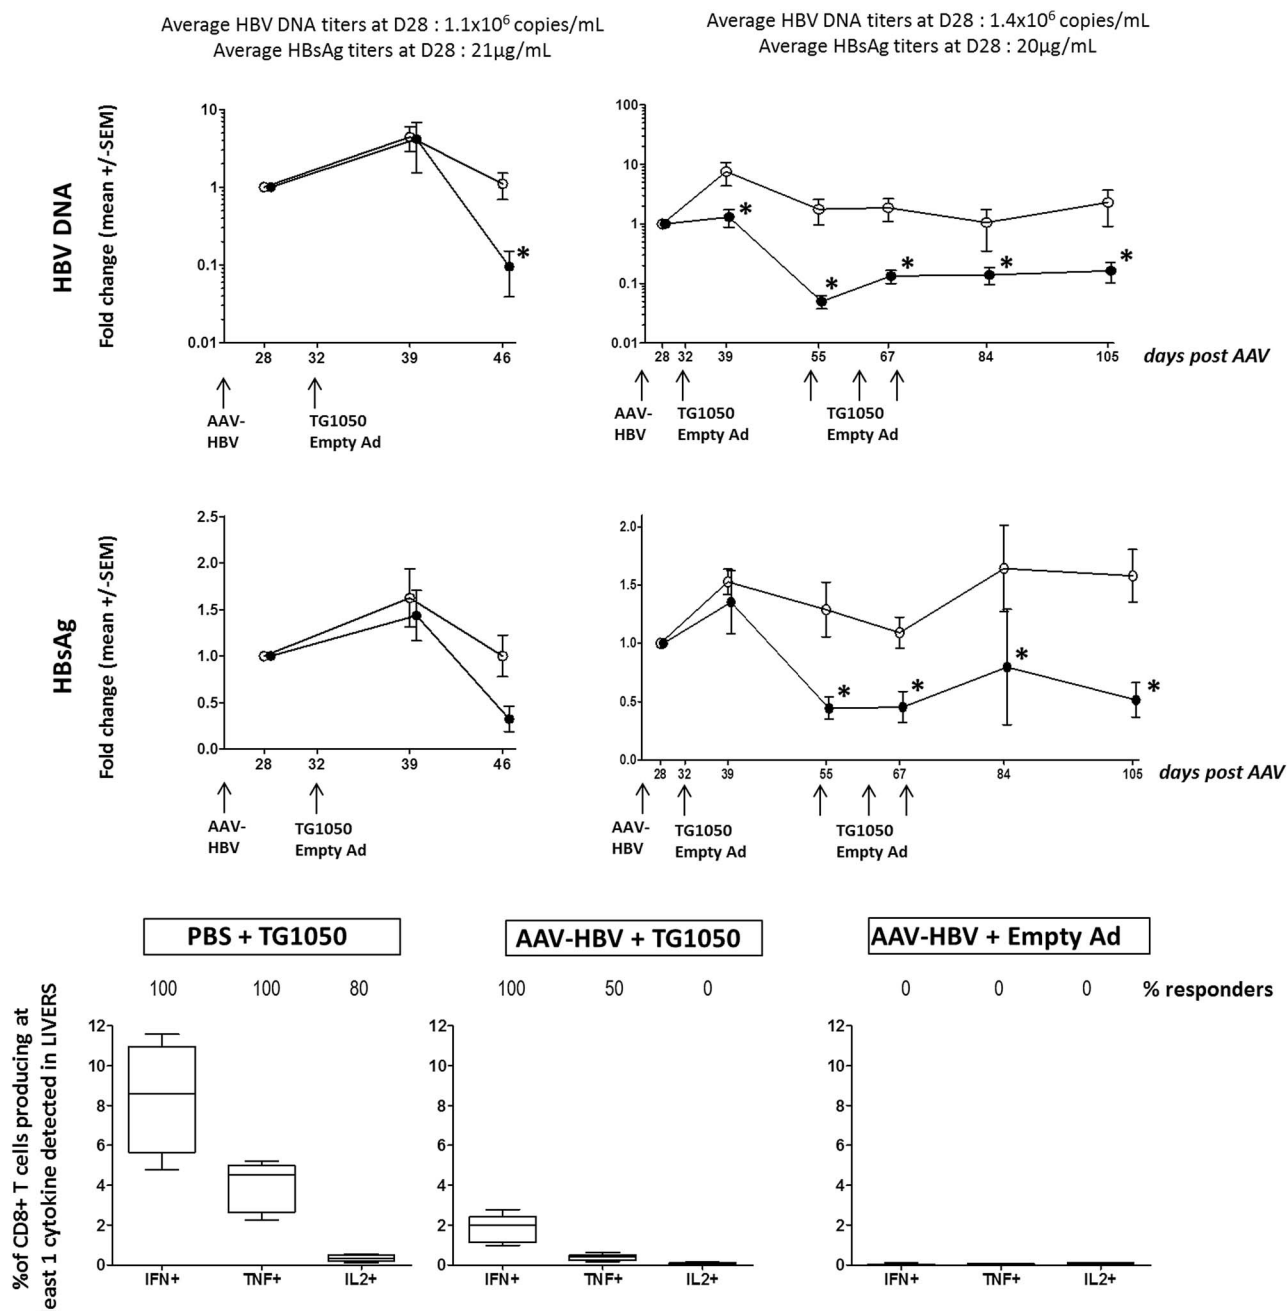 Average HBV DNA titers at D28 : 1.1x10⁶ copies/mL
Average HBsAg titers at D28 : 21µg/mL
Average HBV DNA titers at D28 : 1.4x10⁶ copies/mL
Average HBsAg titers at D28 : 20µg/mL
HBV DNA
Fold change (mean +/-SEM)
10
1
0.1
0.01
*
28 32 39 46
AAV-
HBV
TG1050
Empty Ad
100
10
1
0.1
0.01
* * * * *
28 32 39 55 67 84 105
days post AAV
AAV-
HBV
TG1050
Empty Ad
TG1050
Empty Ad
HBsAg
Fold change (mean +/-SEM)
2.5
2.0
1.5
1.0
0.5
0.0
28 32 39 46
AAV-
HBV
TG1050
Empty Ad
2.0
1.5
1.0
0.5
0.0
* * * *
28 32 39 55 67 84 105
days post AAV
AAV-
HBV
TG1050
Empty Ad
TG1050
Empty Ad
PBS + TG1050
AAV-HBV + TG1050
AAV-HBV + Empty Ad
100 100 80
100 50 0
0 0 0
% responders
%of CD8+ T cells producing at
east 1 cytokine detected in LIVERS
12
10
8
6
4
2
0
IFN+ TNF+ IL2+
12
10
8
6
4
2
0
IFN+ TNF+ IL2+
12
10
8
6
4
2
0
IFN+ TNF+ IL2+